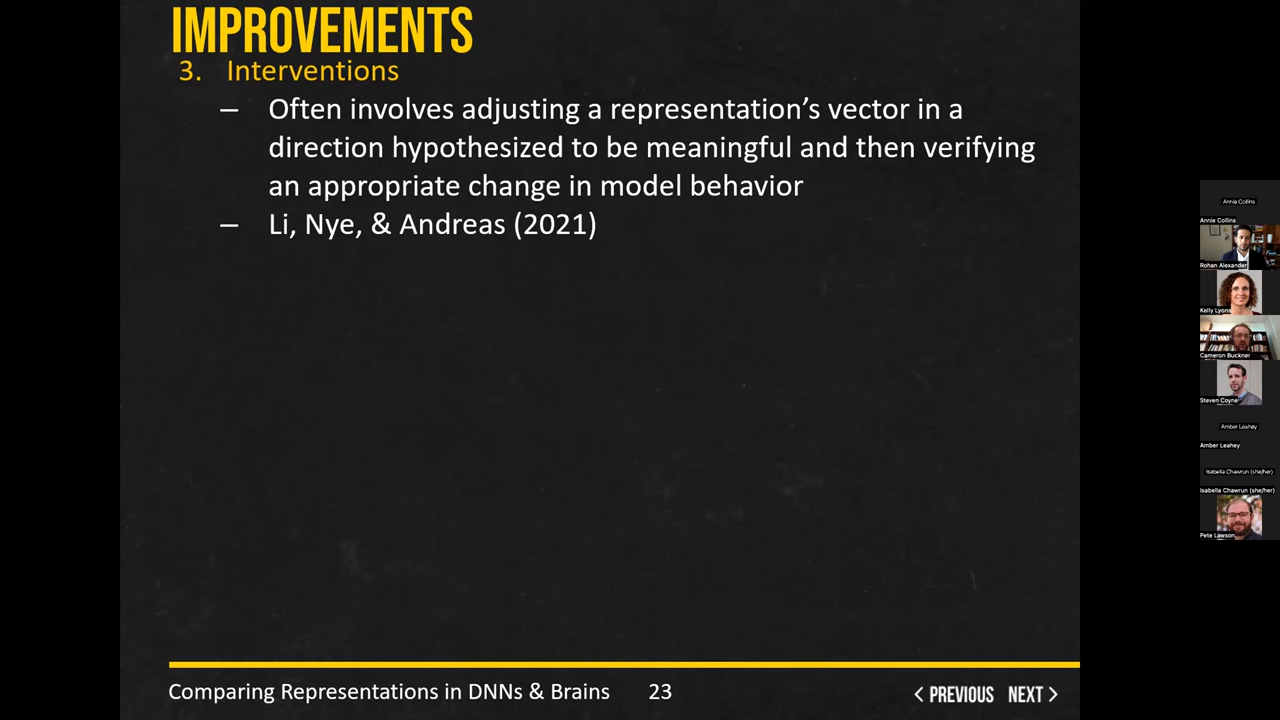 IMPROVEMENTS
3. Interventions
– Often involves adjusting a representation's vector in a
direction hypothesized to be meaningful and then verifying
an appropriate change in model behavior
– Li, Nye, & Andreas (2021)
Comparing Representations in DNNs & Brains 23
< PREVIOUS NEXT >
Annie Collins
Annie Collins
Rohan Alexander
Kelly Lyons
Cameron Buckner
Steven Coyne
Amber Leahey
Amber Leahey
Isabella Chawrun (she/her)
Isabella Chawrun (she/her)
Pete Lawson